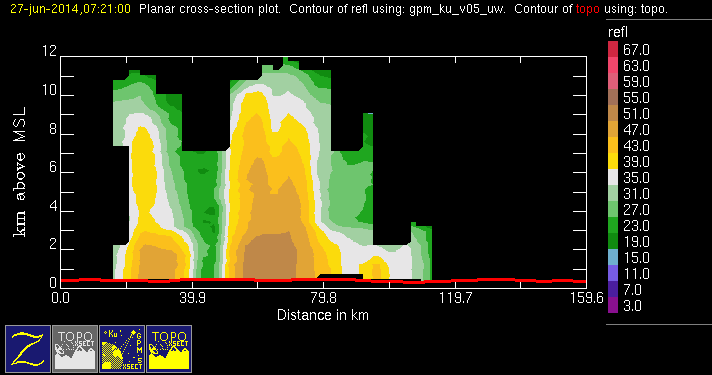 27-jun-2014,07:21:00 Planar cross-section plot. Contour of refl using: gpm_ku_v05_uw. Contour of topo using: topo.
refl
67.0
63.0
59.0
55.0
51.0
47.0
43.0
39.0
35.0
31.0
27.0
23.0
19.0
15.0
11.0
7.0
3.0
km above MSL
12
10
8
6
4
2
0
0.0 39.9 79.8 119.7 159.6
Distance in km
Z
TOPO
XSECT
"Ku"
GPM
XSECT
TOPO
XSECT